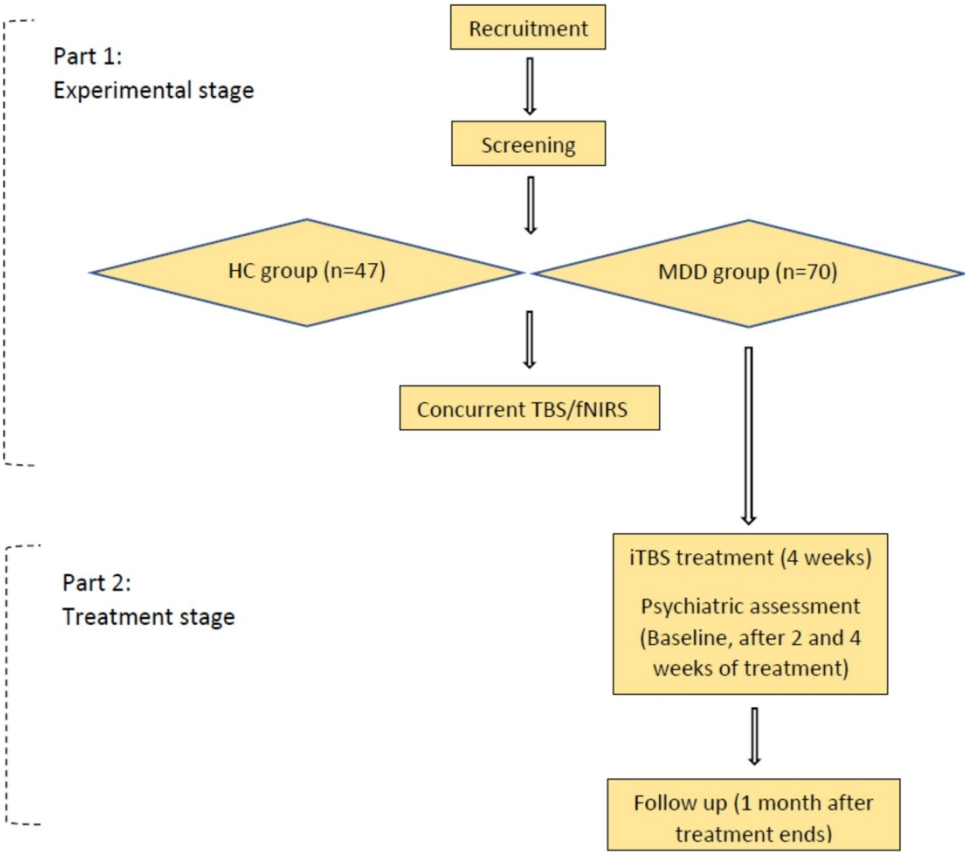 Recruitment
Part 1:
Experimental stage
Screening
HC group (n=47)
MDD group (n=70)
Concurrent TBS/fNIRS
iTBS treatment (4 weeks)
Psychiatric assessment
(Baseline, after 2 and 4
weeks of treatment)
Part 2:
Treatment stage
Follow up (1 month after
treatment ends)